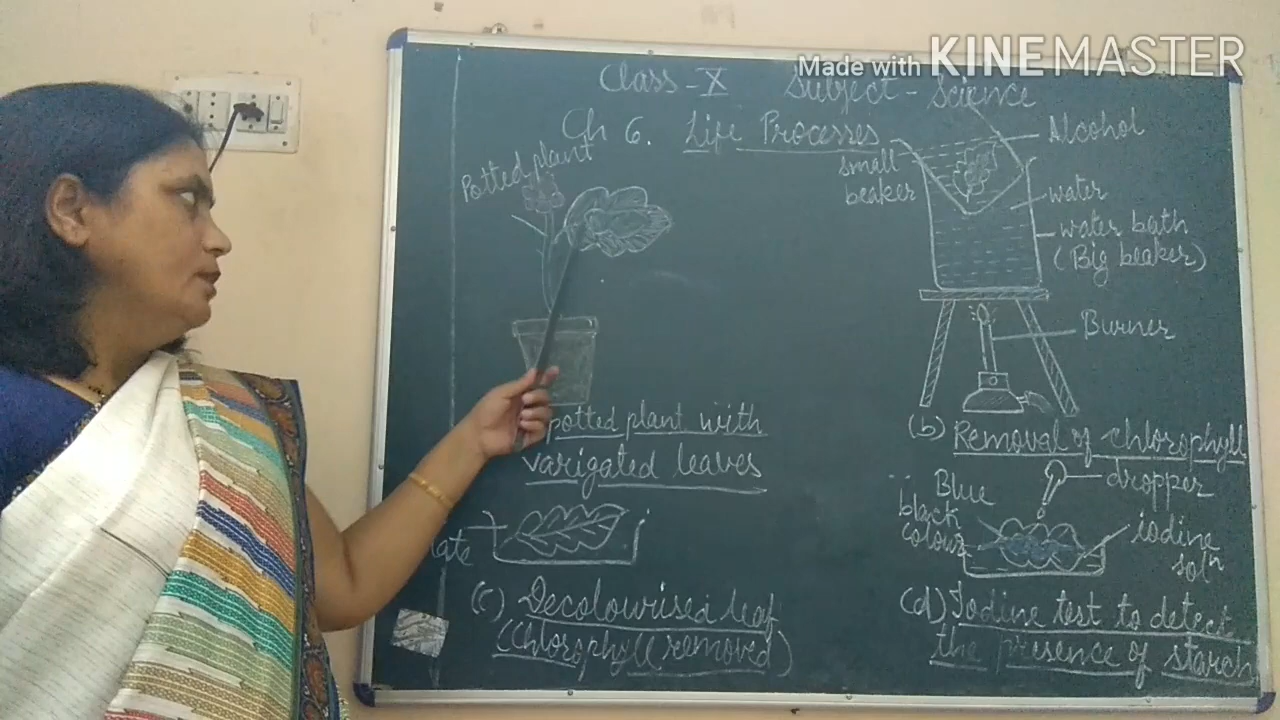 Made with KINEMASTER
Class - X Subject - Science
Ch 6. Life Processes
Potted plant
small
beaker
Alcohol
water
water bath
(Big beaker)
Burner
potted plant with
varigated leaves
(b) Removal of chlorophyll
dropper
Blue
black
colour
iodine
solⁿ
(c) Decolourised leaf
(Chlorophyll removed)
(d) Iodine test to detect
the presence of starch